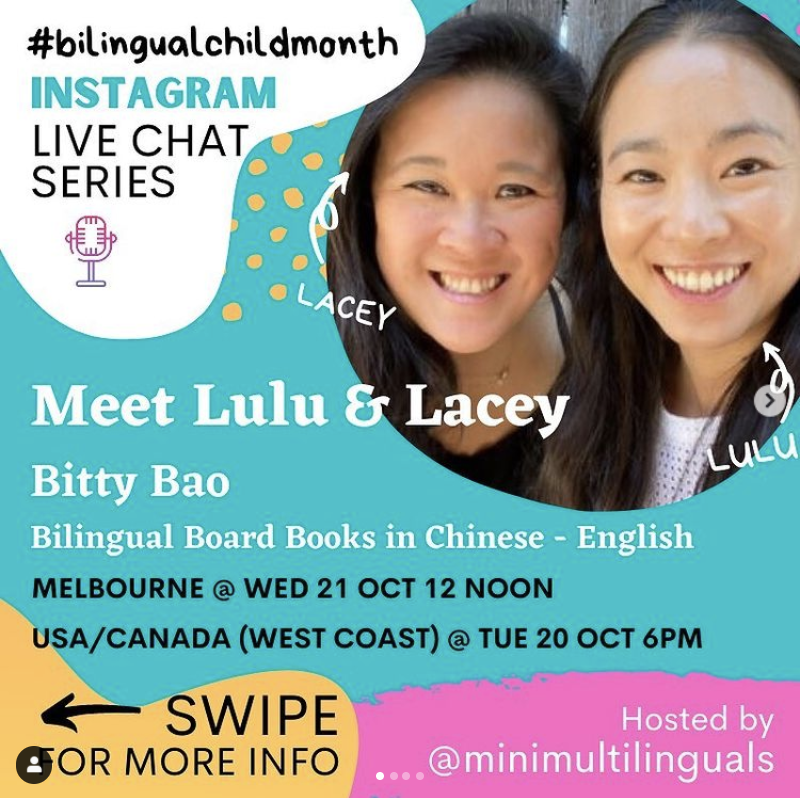 #bilingualchildmonth
INSTAGRAM
LIVE CHAT
SERIES
LACEY
LULU
Meet Lulu & Lacey
Bitty Bao
Bilingual Board Books in Chinese - English
MELBOURNE @ WED 21 OCT 12 NOON
USA/CANADA (WEST COAST) @ TUE 20 OCT 6PM
SWIPE
FOR MORE INFO
Hosted by
@minimultilinguals